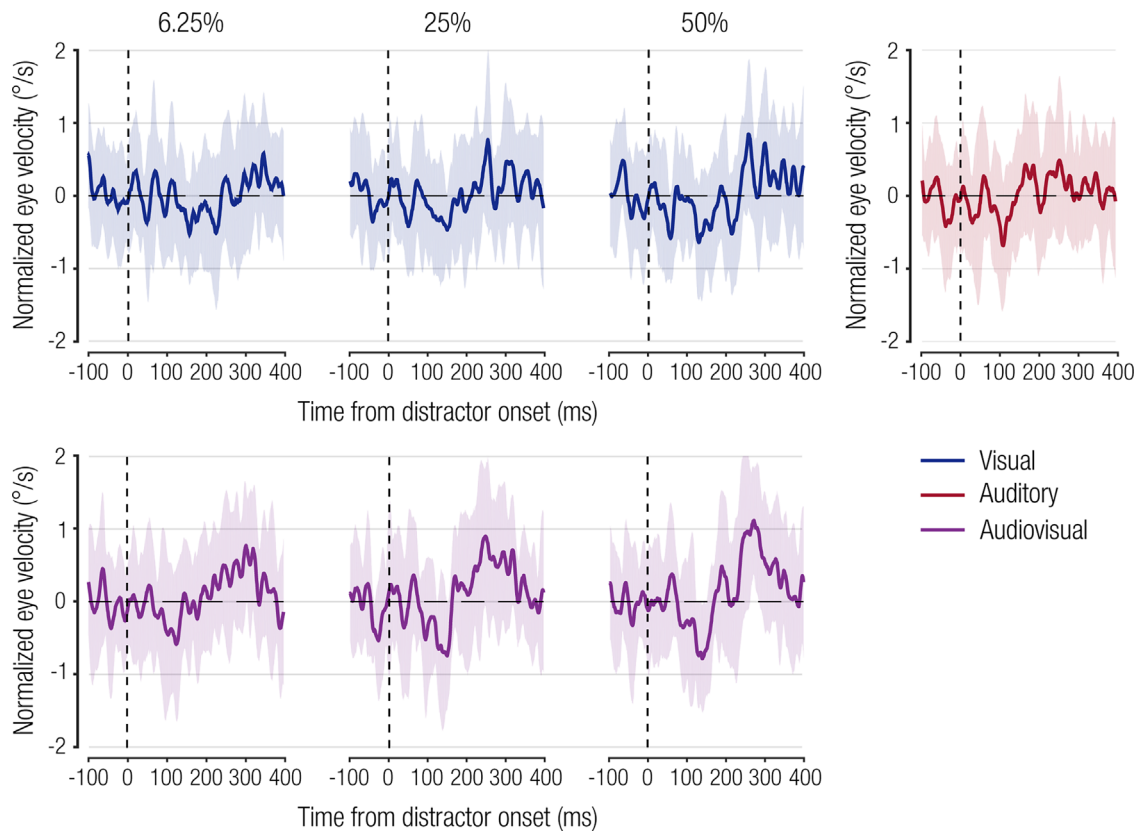 6.25% 25% 50%
Normalized eye velocity (°/s)
2
1
0
-1
-2
-100 0 100 200 300 400
-100 0 100 200 300 400
-100 0 100 200 300 400
Time from distractor onset (ms)
Normalized eye velocity (°/s)
2
1
0
-1
-2
-100 0 100 200 300 400
Visual
Auditory
Audiovisual
Normalized eye velocity (°/s)
2
1
0
-1
-2
-100 0 100 200 300 400
-100 0 100 200 300 400
-100 0 100 200 300 400
Time from distractor onset (ms)